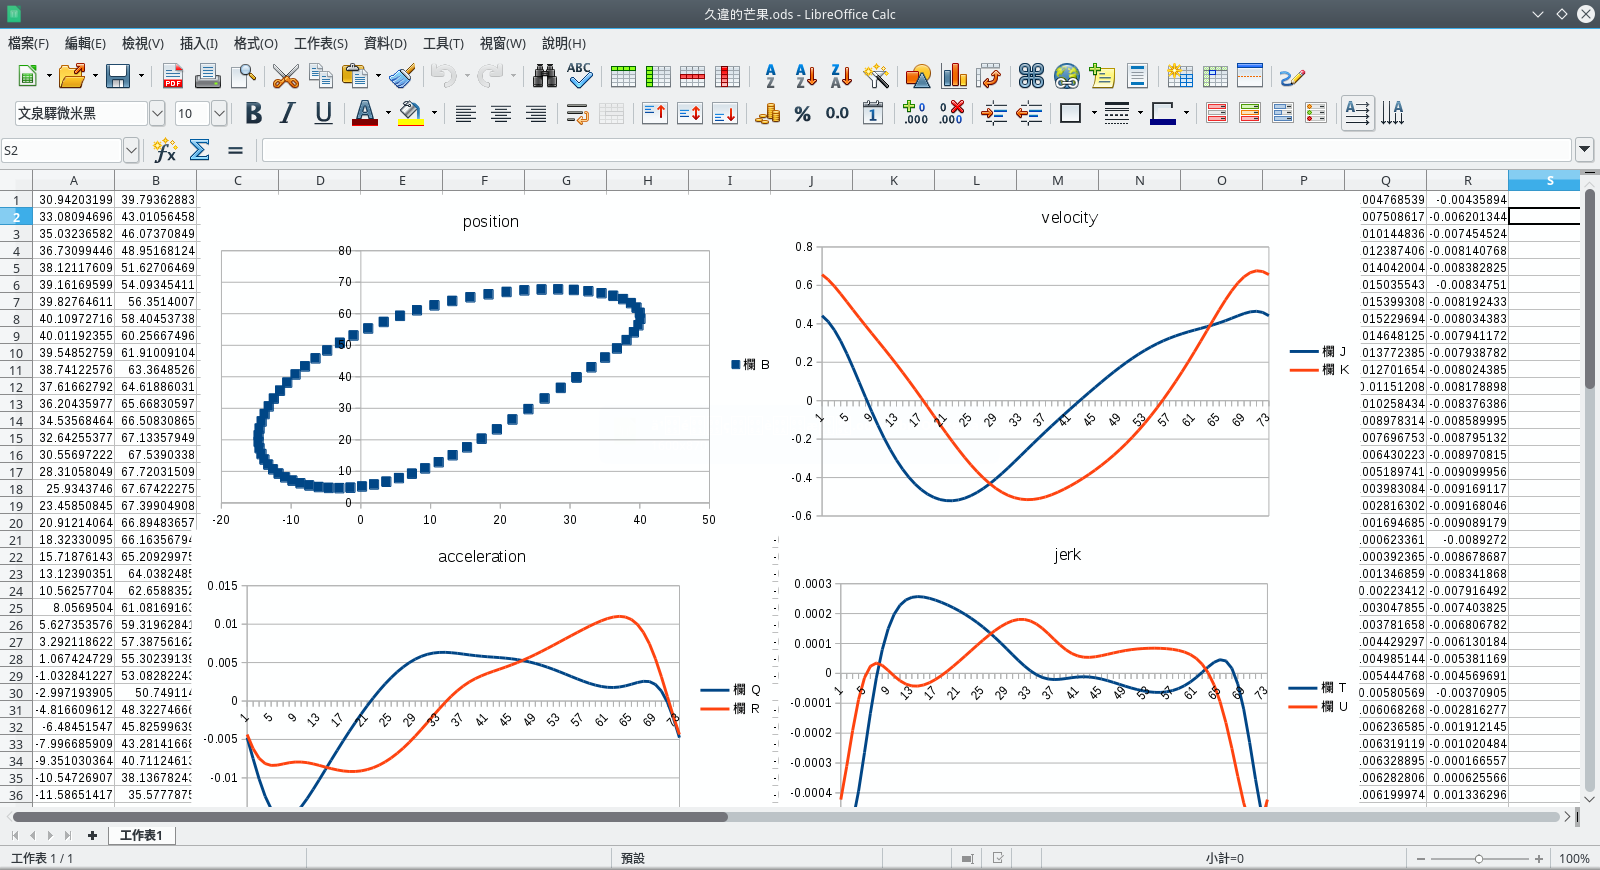 久違的芒果.ods - LibreOffice Calc
檔案(F) 編輯(E) 檢視(V) 插入(I) 格式(O) 工作表(S) 資料(D) 工具(T) 視窗(W) 說明(H)
文泉驛微米黑 10
S2
A B C D E F G H I J K L M N O P Q R S
1 30.94203199 39.79362883 004768539 -0.00435894
2 33.08094696 43.01056458 007508617 -0.006201344
3 35.03236582 46.07370849 010144836 -0.007454524
4 36.73099446 48.95168124 012387406 -0.008140768
5 38.12117609 51.62706469 014042004 -0.008382825
6 39.16169599 54.09345411 015035543 -0.00834751
7 39.82764611 56.3514007 015399308 -0.008192433
8 40.10972716 58.40453738 015229694 -0.008034383
9 40.01192355 60.25667496 014648125 -0.007941172
10 39.54852759 61.91009104 013772385 -0.007938782
11 38.74122576 63.3648526 012701654 -0.008024385
12 37.61662792 64.61886031 0.01151208 -0.008178898
13 36.20435977 65.66830597 010258434 -0.008376386
14 34.53568464 66.50830865 008978314 -0.008589995
15 32.64255377 67.13357949 007696753 -0.008795132
16 30.55697222 67.5390338 006430223 -0.008970815
17 28.31058049 67.72031509 005189741 -0.009099956
18 25.9343746 67.67422275 003983084 -0.009169117
19 23.45850845 67.39904908 002816302 -0.009168046
20 20.91214064 66.89483657 001694685 -0.009089179
21 18.32330095 66.16356794 .000623361 -0.0089272
22 15.71876143 65.20929975 .000392365 -0.008678687
23 13.12390351 64.0382485 .001346859 -0.008341868
24 10.56257704 62.6588352 0.00223412 -0.007916492
25 8.0569504 61.08169163 .003047855 -0.007403825
26 5.627353576 59.31962841 .003781658 -0.006806782
27 3.292118622 57.38756162 .004429297 -0.006130184
28 1.067424729 55.30239139 .004985144 -0.005381169
29 -1.032841227 53.08282243 .005444768 -0.004569691
30 -2.997193905 50.749114 0.00580569 -0.00370905
31 -4.816609612 48.32274666 .006068268 -0.002816277
32 -6.48451547 45.82599639 .006236585 -0.001912145
33 -7.996685909 43.28141668 .006319119 -0.001020484
34 -9.351030364 40.71124613 .006328895 -0.000166557
35 -10.54726907 38.13678243 .006282806 0.000625566
36 -11.58651417 35.5777875 .006199974 0.001336296
position
80
70
60
50
40
30
20
10
0
-20 -10 0 10 20 30 40 50
欄 B
velocity
0.8
0.6
0.4
0.2
0
-0.2
-0.4
-0.6
1 5 9 13 17 21 25 29 33 37 41 45 49 53 57 61 65 69 73
欄 J
欄 K
acceleration
0.015
0.01
0.005
0
-0.005
-0.01
1 5 9 13 17 21 25 29 33 37 41 45 49 53 57 61 65 69 73
欄 Q
欄 R
jerk
0.0003
0.0002
0.0001
0
-0.0001
-0.0002
-0.0003
-0.0004
1 5 9 13 17 21 25 29 33 37 41 45 49 53 57 61 65 69 73
欄 T
欄 U
工作表1
工作表 1 / 1 預設 小計=0 100%